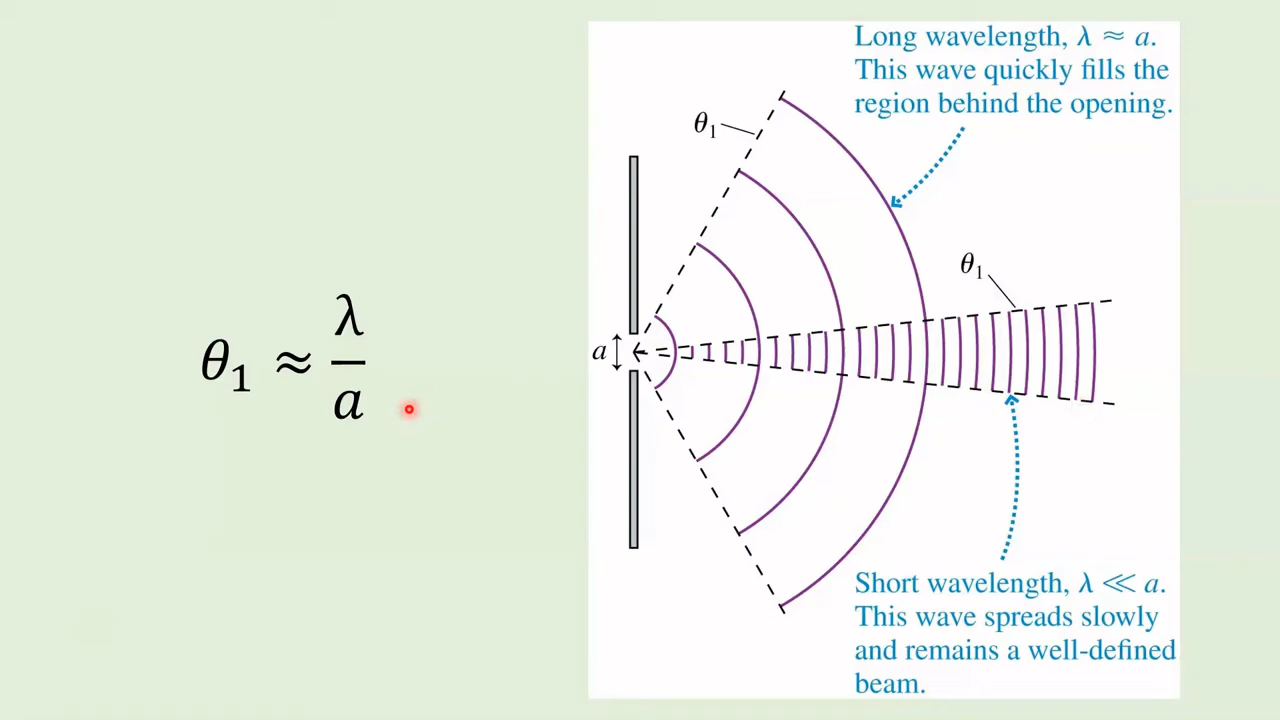 θ₁ ≈ λ/a
Long wavelength, λ ≈ a.
This wave quickly fills the
region behind the opening.
θ₁
θ₁
a
Short wavelength, λ ≪ a.
This wave spreads slowly
and remains a well-defined
beam.